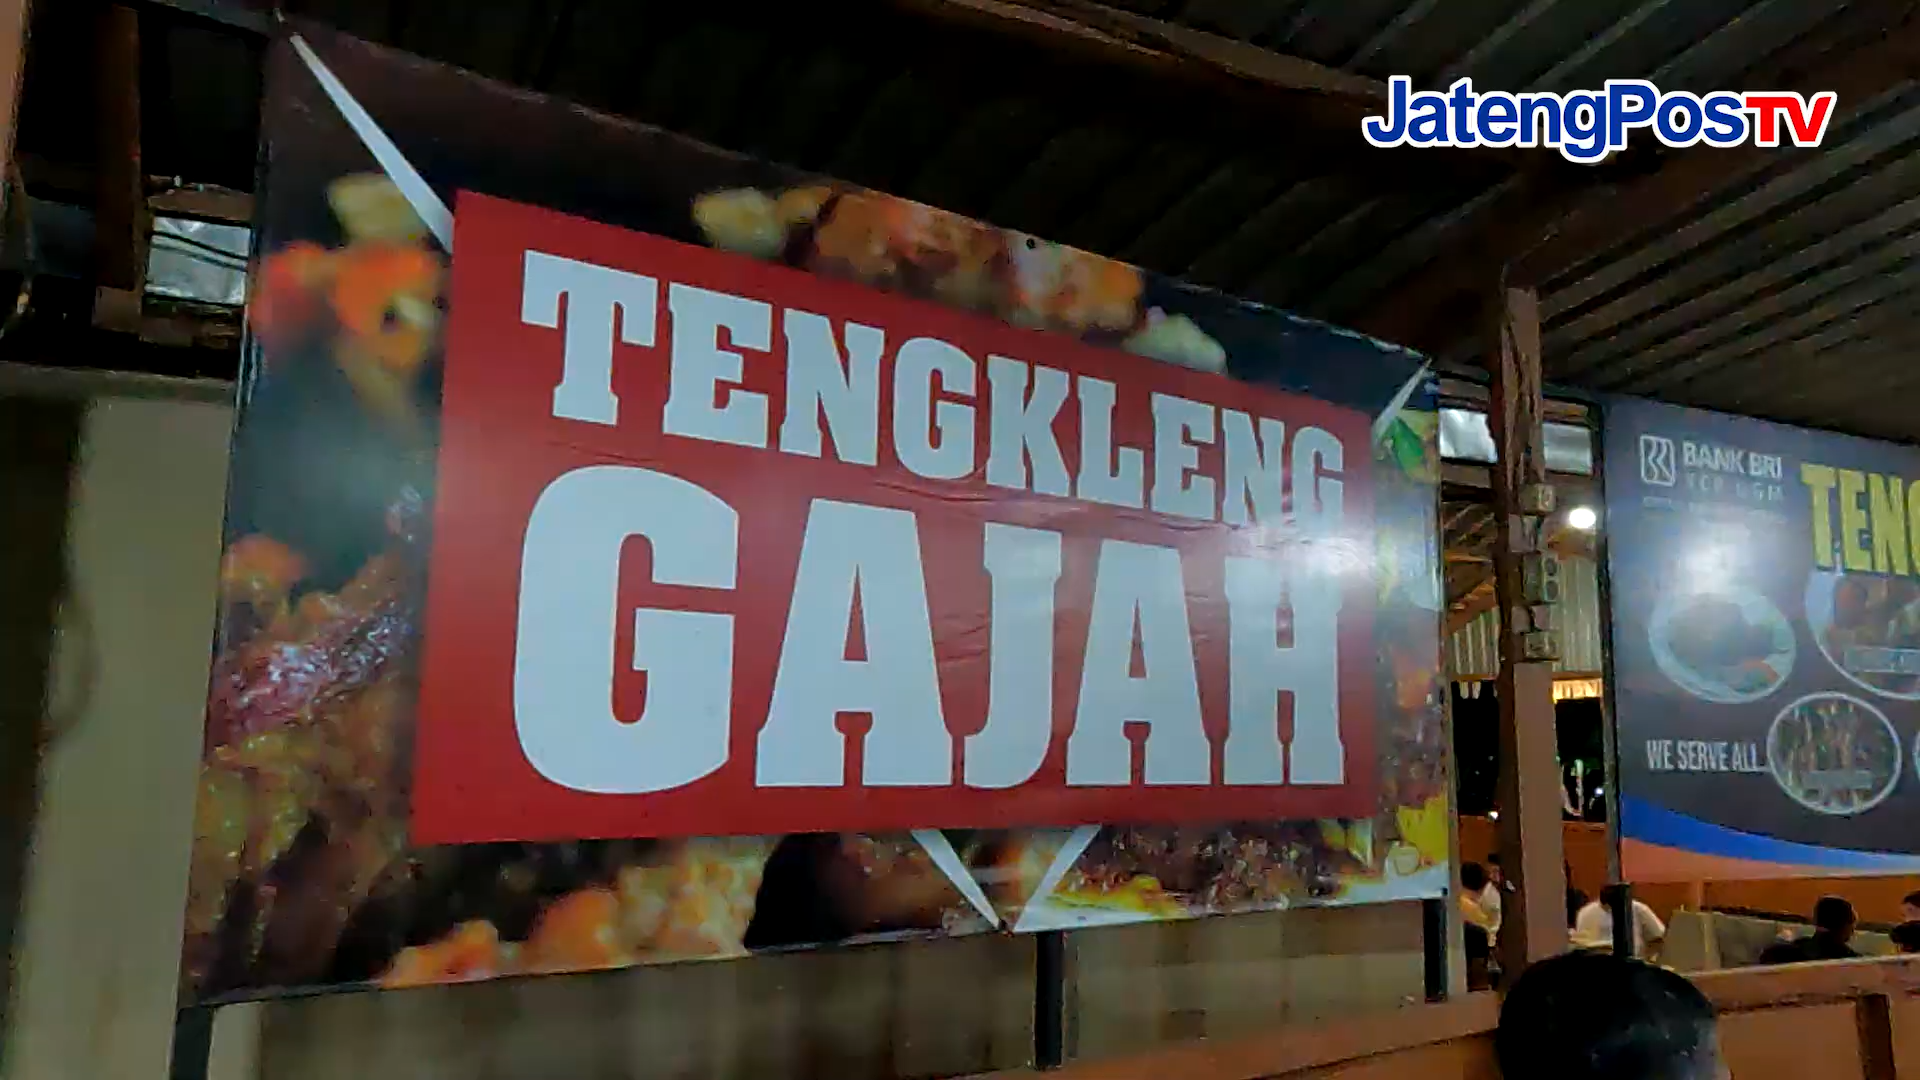 JatengPosTV
TENGKLENG
GAJAH
BANK BRI
TENG
WE SERVE ALL